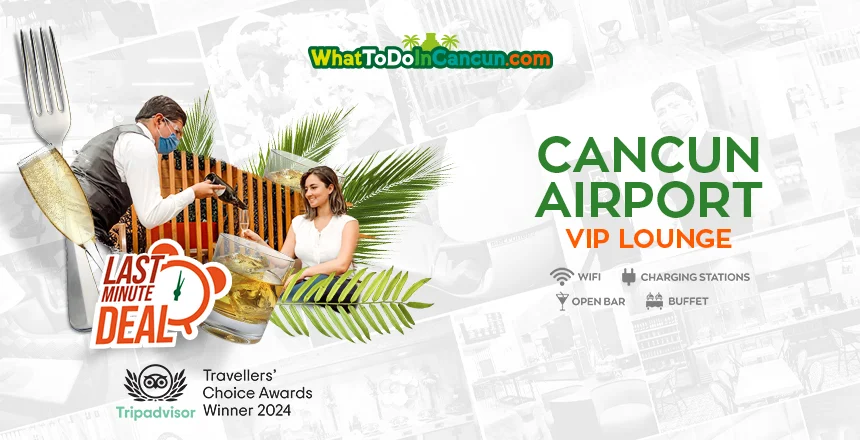 WhatToDoInCancun.com
CANCUN
AIRPORT
VIP LOUNGE
WIFI
CHARGING STATIONS
OPEN BAR
BUFFET
LAST
MINUTE
DEAL
Tripadvisor
Travellers'
Choice Awards
Winner 2024